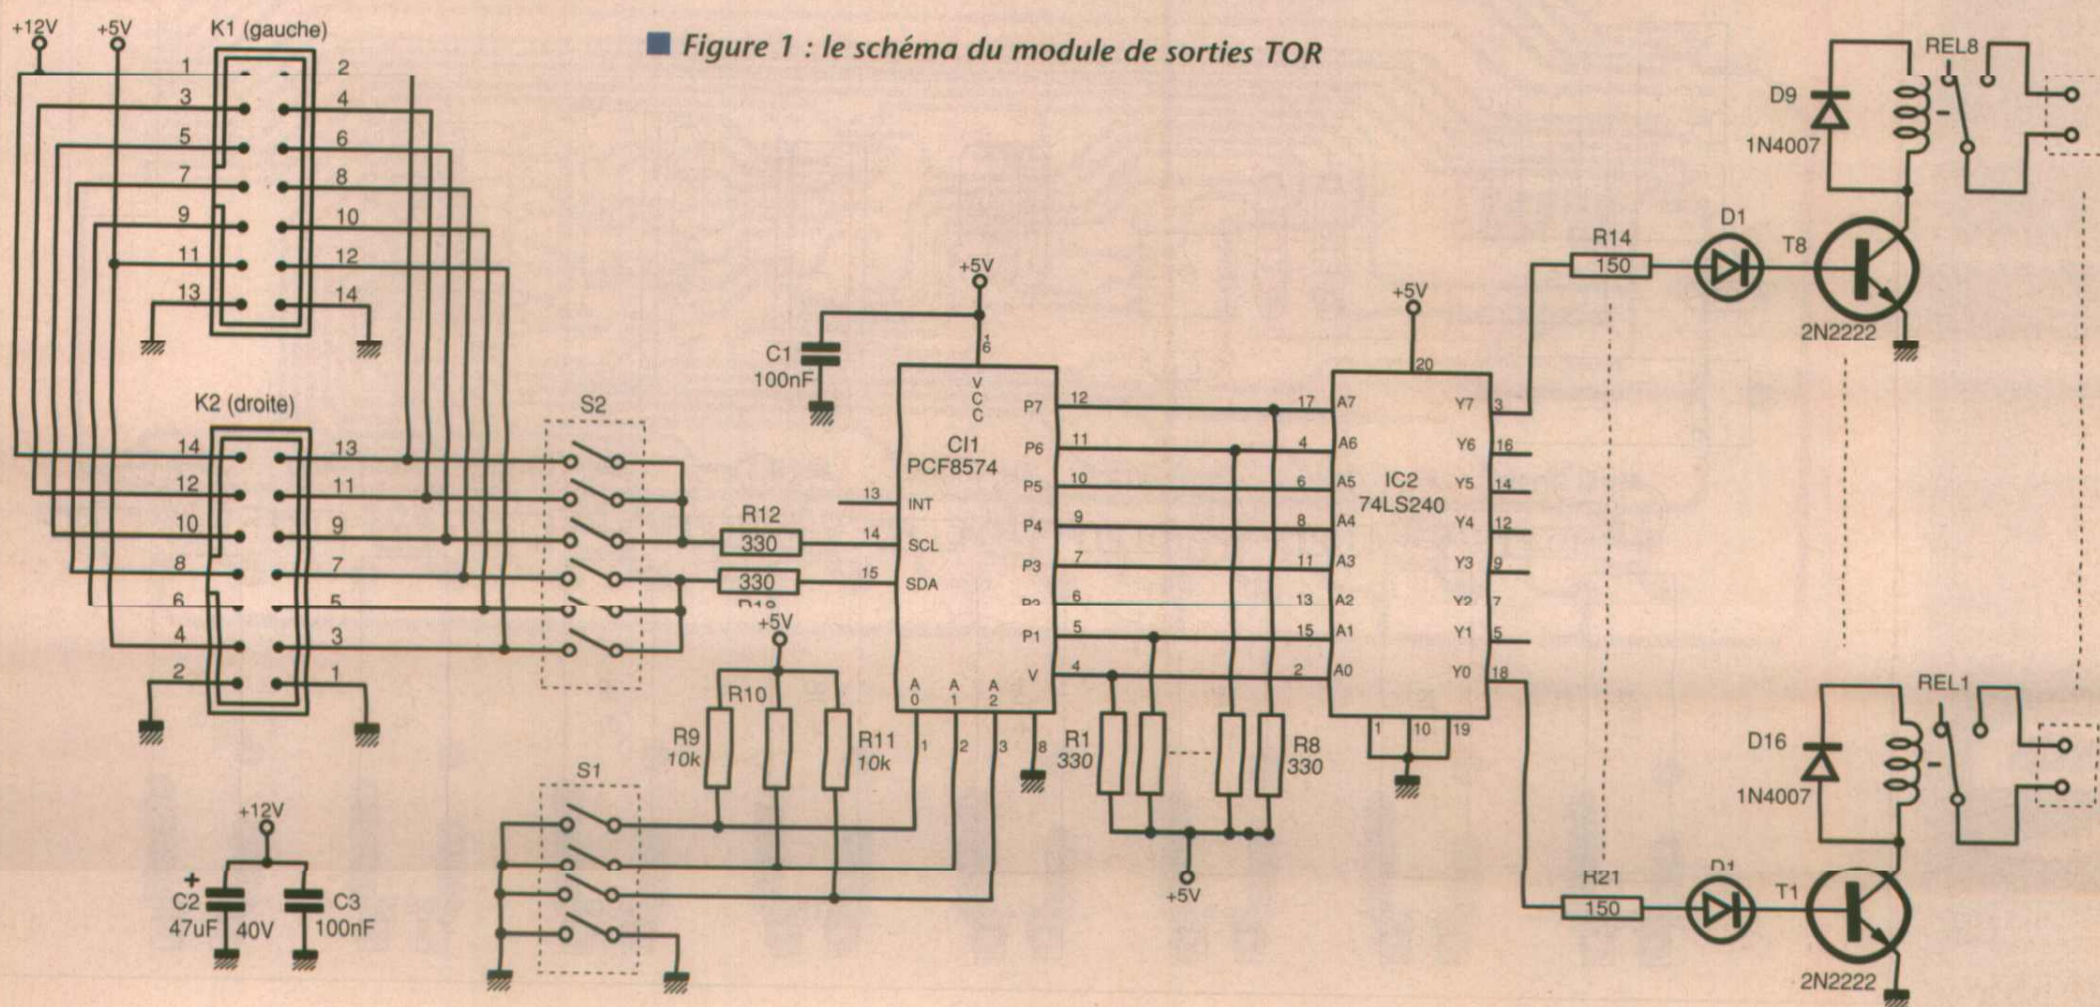 Figure 1 : le schéma du module de sorties TOR
+12V
+5V
K1 (gauche)
1
2
3
4
5
6
7
8
9
10
11
12
13
14
K2 (droite)
14
13
12
11
10
9
8
7
6
5
4
3
2
1
+12V
+
C2
47uF
40V
C3
100nF
S2
R12
330
330
+5V
R9
10k
R10
R11
10k
S1
C1
100nF
+5V
16
VCC
CI1
PCF8574
13
INT
14
SCL
15
SDA
A0
A1
A2
1
2
3
8
P7
12
P6
11
P5
10
P4
9
P3
7
P2
6
P1
5
V
4
R1
330
R8
330
+5V
+5V
20
IC2
74LS240
17
A7
4
A6
6
A5
8
A4
11
A3
13
A2
15
A1
2
A0
Y7
3
Y6
16
Y5
14
Y4
12
Y3
9
Y2
7
Y1
5
Y0
18
1
10
19
R14
150
D1
T8
2N2222
D9
1N4007
REL8
R21
150
D1
T1
2N2222
D16
1N4007
REL1